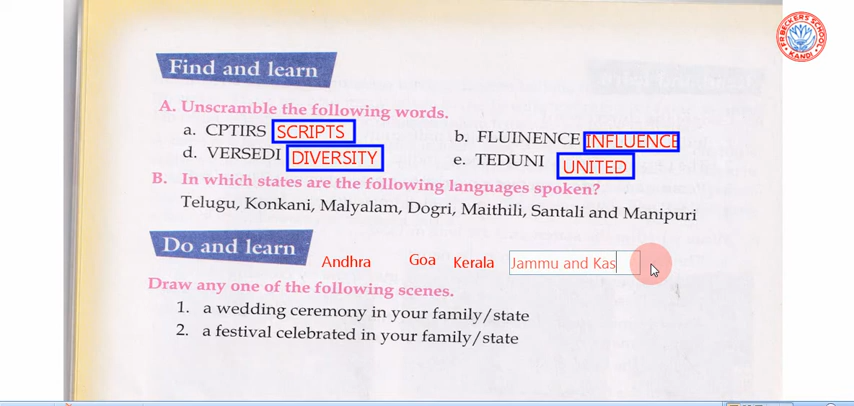 HERBECKER'S SCHOOL
KANDI
Find and learn
A. Unscramble the following words.
a. CPTIRS SCRIPTS b. FLUINENCE INFLUENCE
d. VERSEDI DIVERSITY e. TEDUNI UNITED
B. In which states are the following languages spoken?
Telugu, Konkani, Malyalam, Dogri, Maithili, Santali and Manipuri
Do and learn
Andhra Goa Kerala Jammu and Kas
Draw any one of the following scenes.
1. a wedding ceremony in your family/state
2. a festival celebrated in your family/state